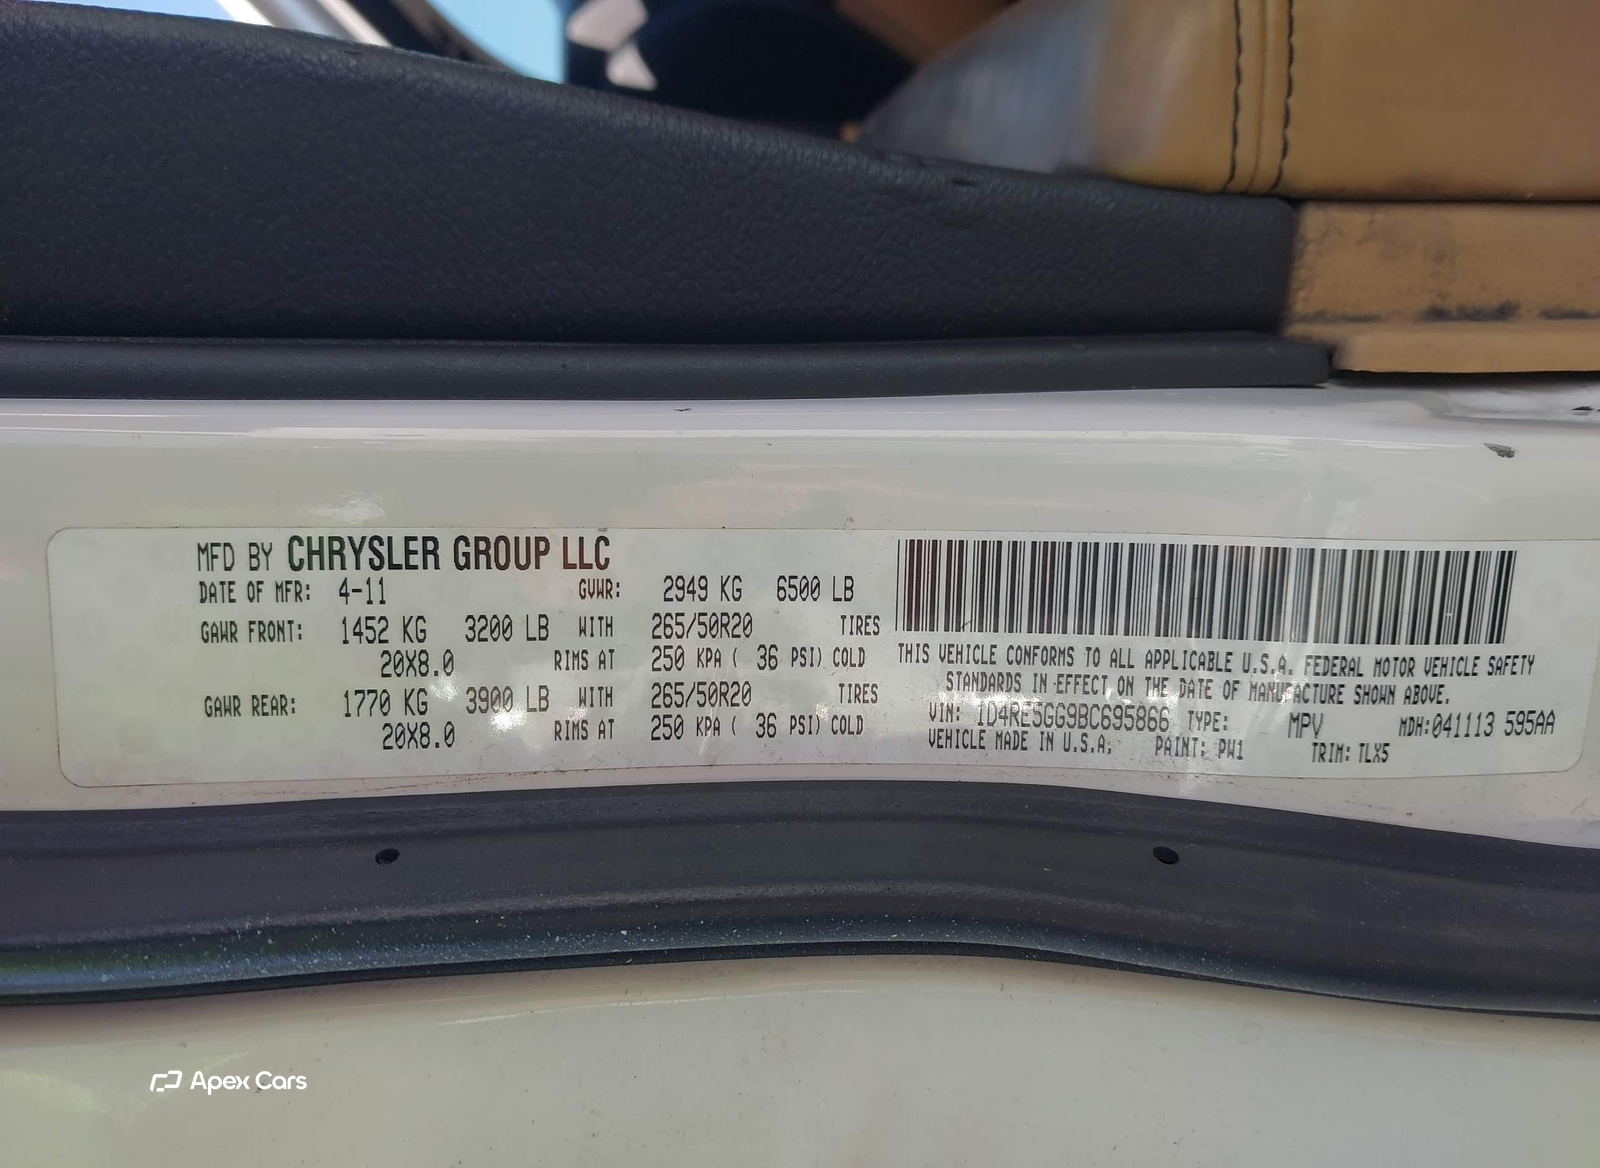 MFD BY CHRYSLER GROUP LLC
DATE OF MFR: 4-11 GVWR: 2949 KG 6500 LB
GAWR FRONT: 1452 KG 3200 LB WITH 265/50R20 TIRES
20X8.0 RIMS AT 250 KPA ( 36 PSI) COLD
GAWR REAR: 1770 KG 3900 LB WITH 265/50R20 TIRES
20X8.0 RIMS AT 250 KPA ( 36 PSI) COLD
THIS VEHICLE CONFORMS TO ALL APPLICABLE U.S.A. FEDERAL MOTOR VEHICLE SAFETY
STANDARDS IN EFFECT ON THE DATE OF MANUFACTURE SHOWN ABOVE.
VIN: 1D4RE5GG9BC695866 TYPE: MPV MDH:041113 595AA
VEHICLE MADE IN U.S.A. PAINT: PW1 TRIM: TLX5
Apex Cars